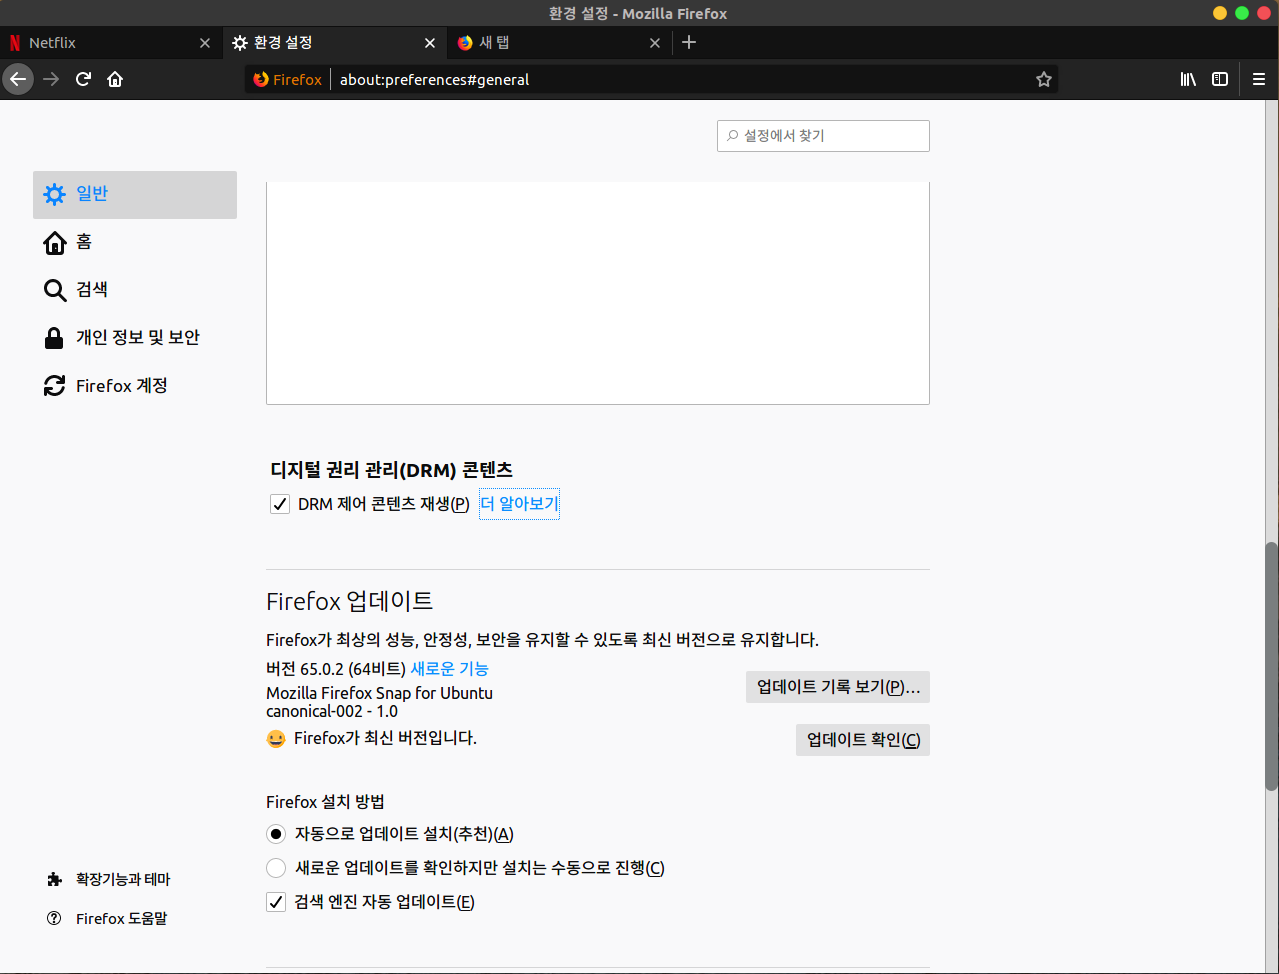 환경 설정 - Mozilla Firefox
Netflix
환경 설정
새 탭
Firefox
about:preferences#general
설정에서 찾기
일반
홈
검색
개인 정보 및 보안
Firefox 계정
디지털 권리 관리(DRM) 콘텐츠
DRM 제어 콘텐츠 재생(P) 더 알아보기
Firefox 업데이트
Firefox가 최상의 성능, 안정성, 보안을 유지할 수 있도록 최신 버전으로 유지합니다.
버전 65.0.2 (64비트) 새로운 기능
업데이트 기록 보기(P)...
Mozilla Firefox Snap for Ubuntu
canonical-002 - 1.0
Firefox가 최신 버전입니다.
업데이트 확인(C)
Firefox 설치 방법
자동으로 업데이트 설치(추천)(A)
새로운 업데이트를 확인하지만 설치는 수동으로 진행(C)
검색 엔진 자동 업데이트(E)
확장기능과 테마
Firefox 도움말